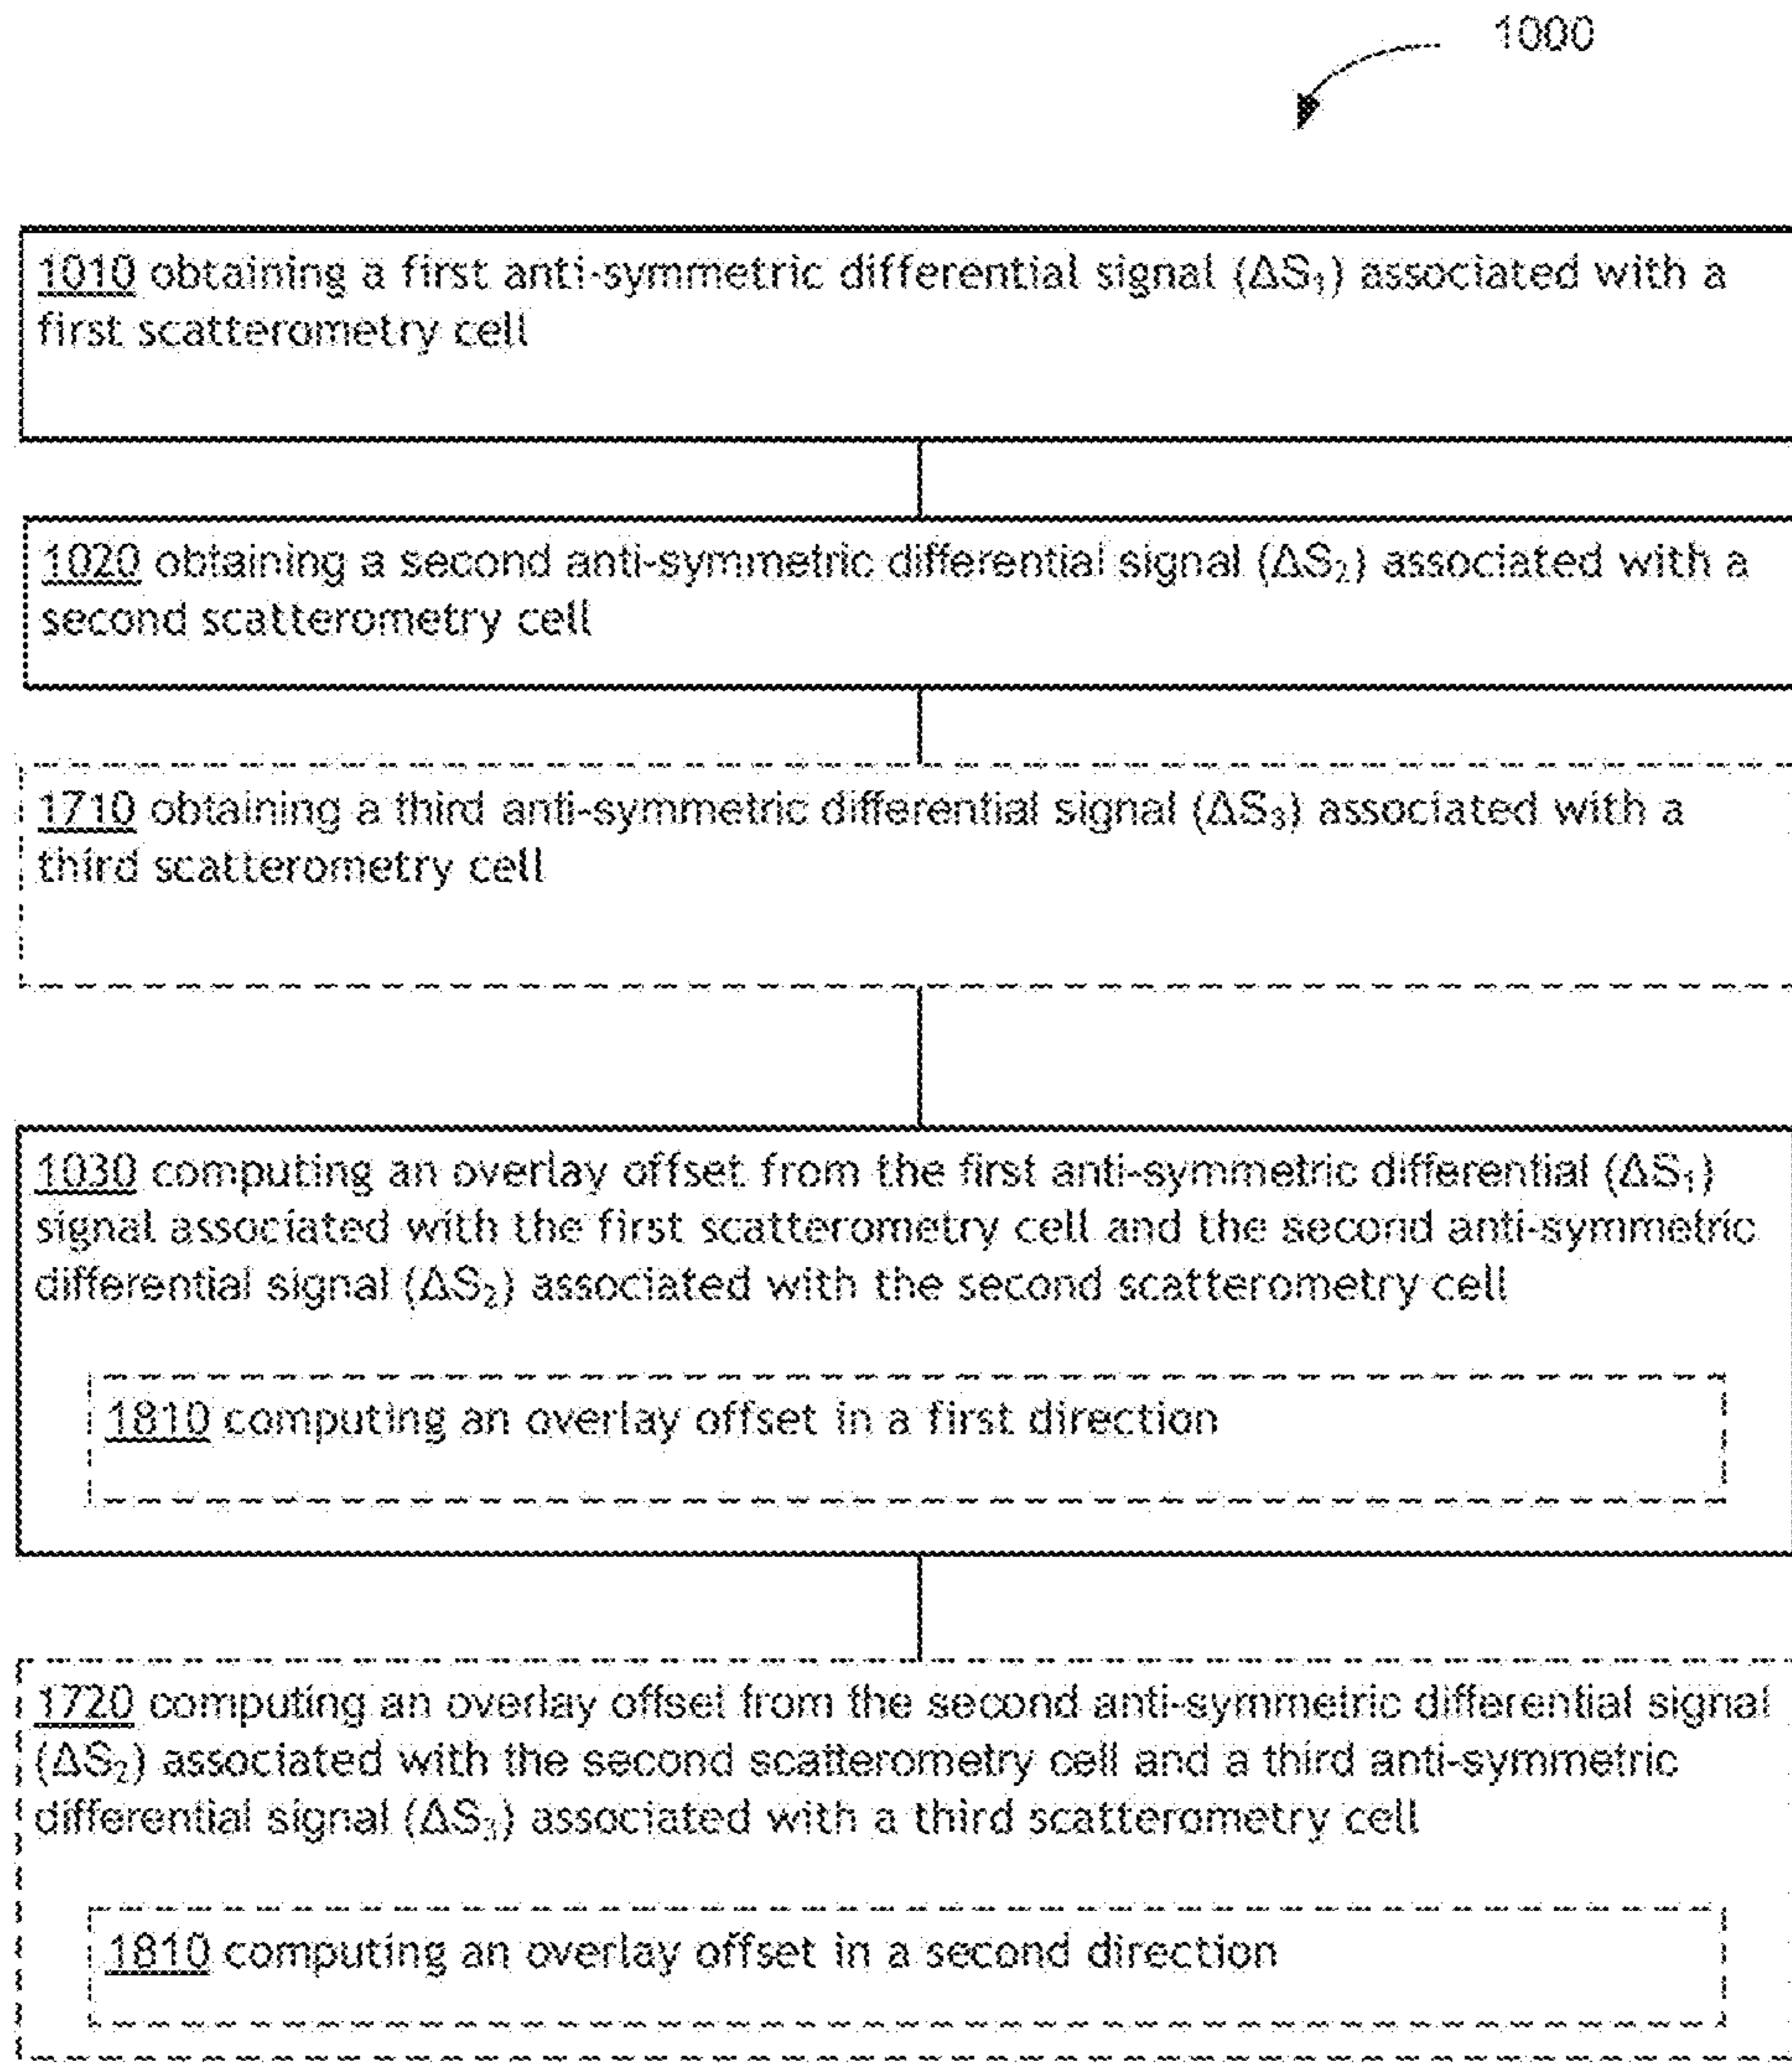 1000
1010 obtaining a first anti-symmetric differential signal (ΔS₁) associated with a
first scatterometry cell
1020 obtaining a second anti-symmetric differential signal (ΔS₂) associated with a
second scatterometry cell
1710 obtaining a third anti-symmetric differential signal (ΔS₃) associated with a
third scatterometry cell
1030 computing an overlay offset from the first anti-symmetric differential (ΔS₁)
signal associated with the first scatterometry cell and the second anti-symmetric
differential signal (ΔS₂) associated with the second scatterometry cell
1810 computing an overlay offset in a first direction
1720 computing an overlay offset from the second anti-symmetric differential signal
(ΔS₂) associated with the second scatterometry cell and a third anti-symmetric
differential signal (ΔS₃) associated with a third scatterometry cell
1810 computing an overlay offset in a second direction